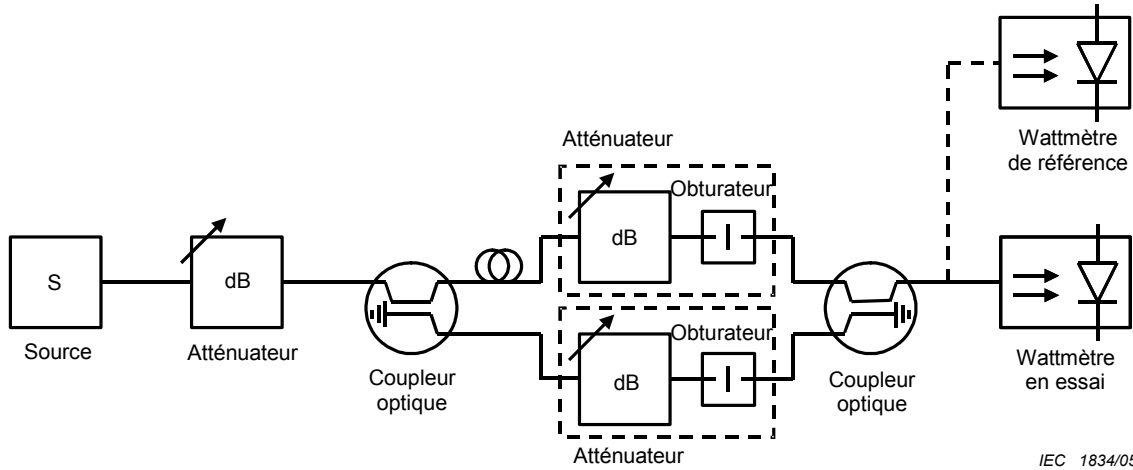 Wattmètre
de référence
Atténuateur
Obturateur
dB
S
dB
Source
Atténuateur
Coupleur
optique
Obturateur
dB
Atténuateur
Coupleur
optique
Wattmètre
en essai
IEC 1834/05